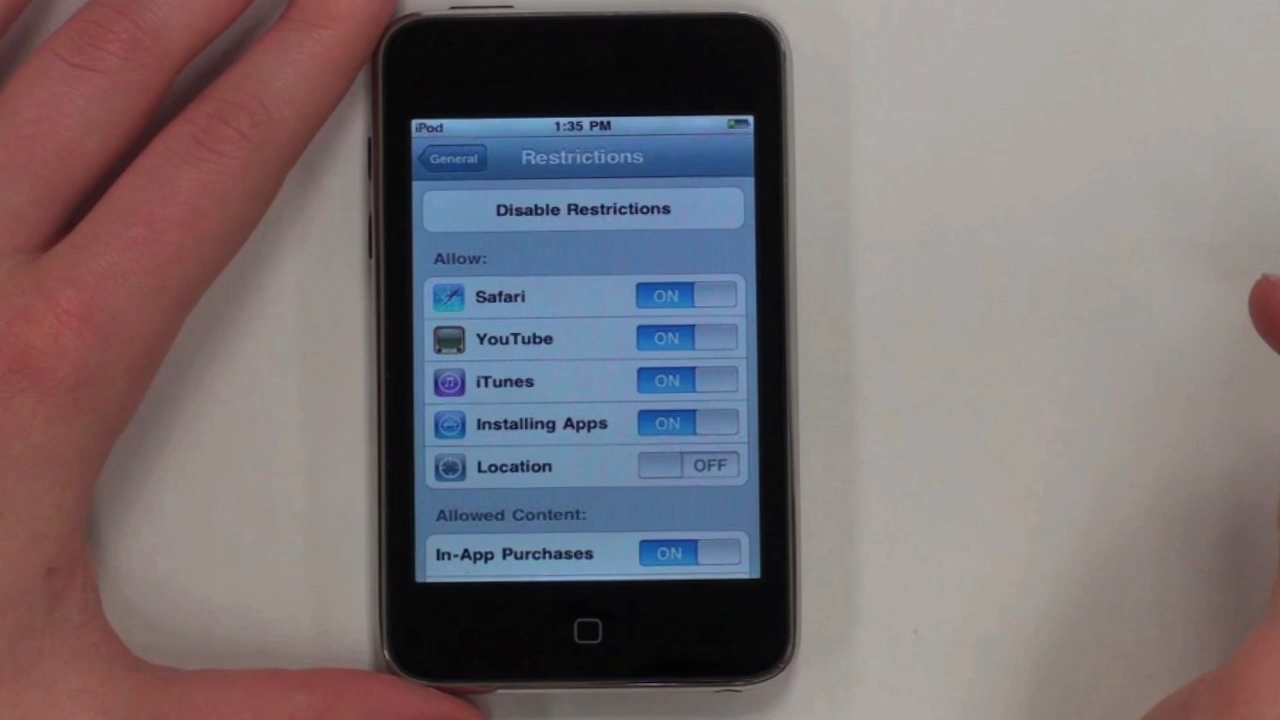 iPod 1:35 PM
General Restrictions
Disable Restrictions
Allow:
Safari ON
YouTube ON
iTunes ON
Installing Apps ON
Location OFF
Allowed Content:
In-App Purchases ON